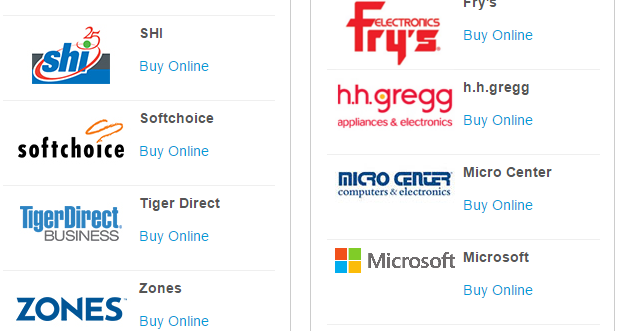 25
shi
SHI
Buy Online
softchoice
Softchoice
Buy Online
TigerDirect
BUSINESS
Tiger Direct
Buy Online
ZONES
Zones
Buy Online
ELECTRONICS
Fry's
Fry's
Buy Online
h.h.gregg
appliances & electronics
h.h.gregg
Buy Online
MICRO CENTER
computers & electronics
Micro Center
Buy Online
Microsoft
Microsoft
Buy Online